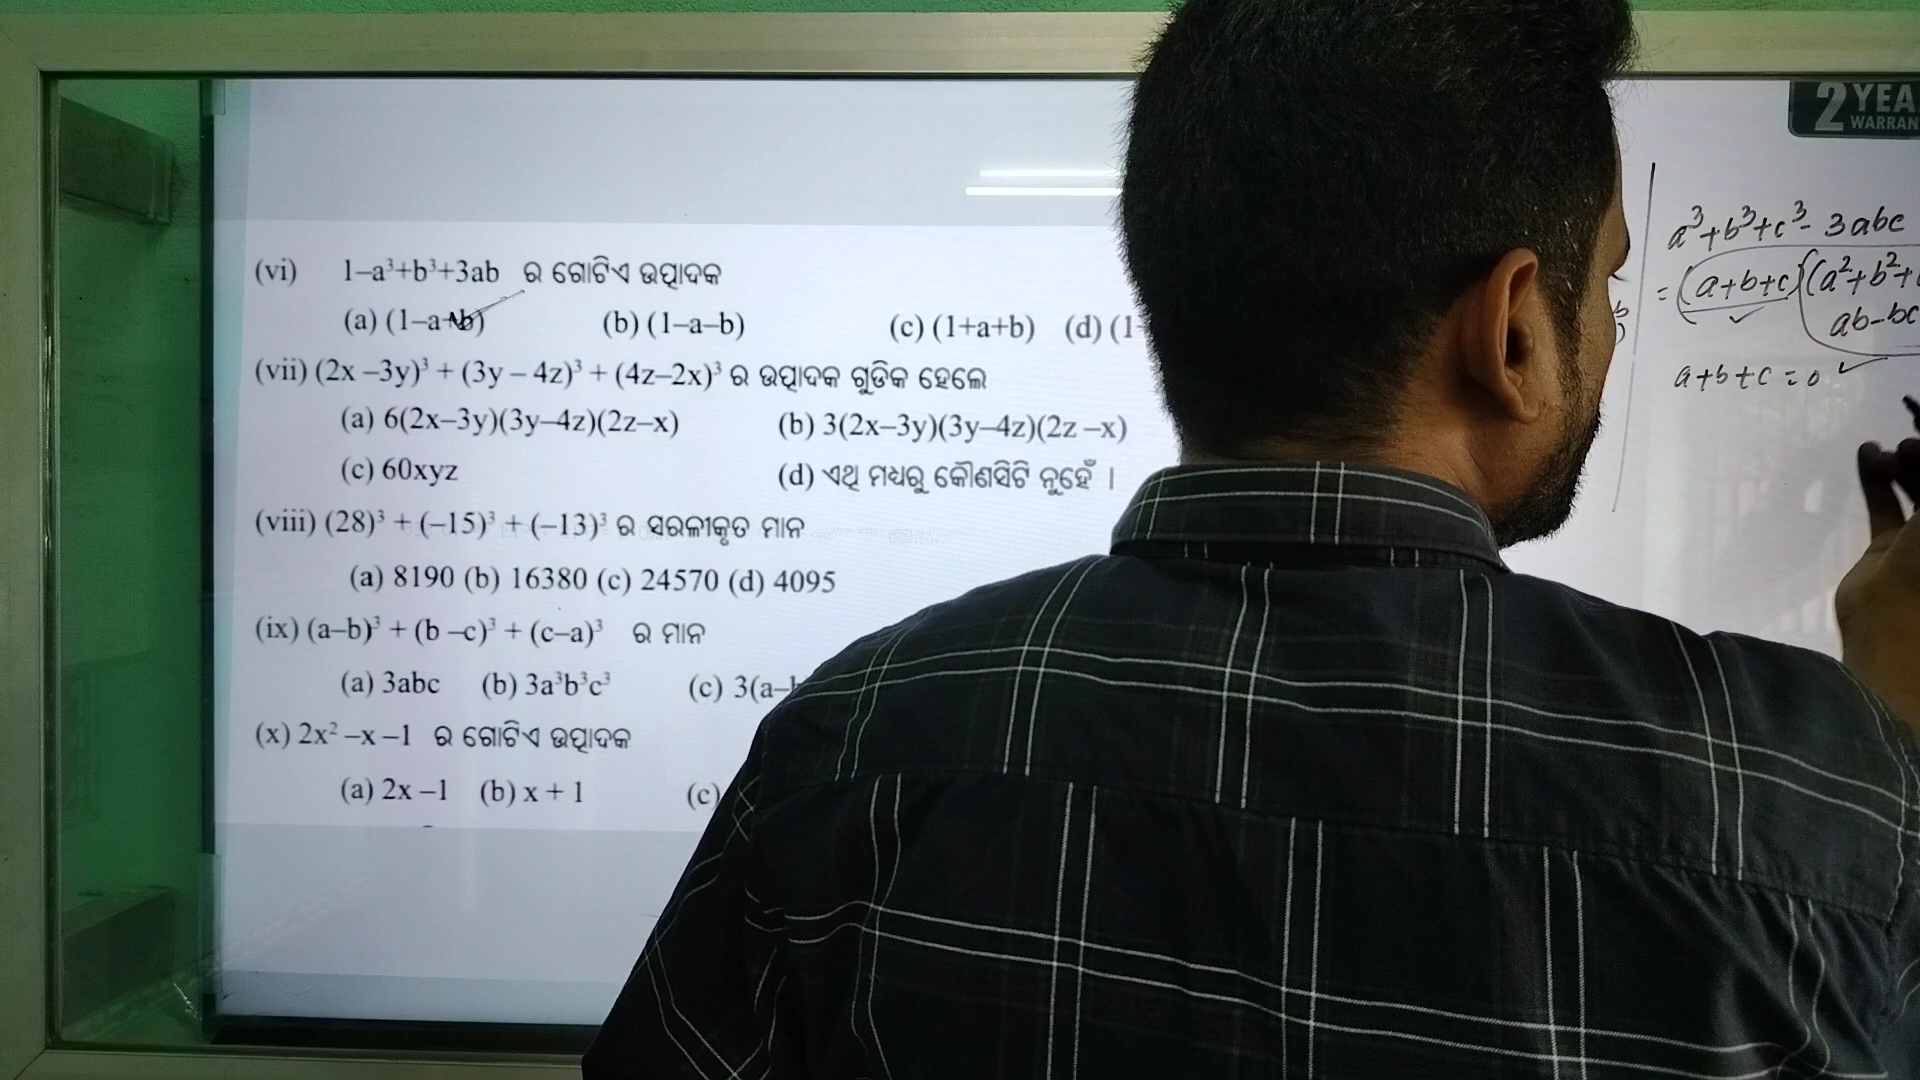 2 YEA
WARRAN
(vi) 1–a³+b³+3ab ର ଗୋଟିଏ ଉତ୍ପାଦକ
(a) (1–a+b) (b) (1–a–b) (c) (1+a+b) (d) (1
(vii) (2x –3y)³ + (3y – 4z)³ + (4z–2x)³ ର ଉତ୍ପାଦକ ଗୁଡିକ ହେଲେ
(a) 6(2x–3y)(3y–4z)(2z–x) (b) 3(2x–3y)(3y–4z)(2z –x)
(c) 60xyz (d) ଏଥି ମଧ୍ୟରୁ କୌଣସିଟି ନୁହେଁ ।
(viii) (28)³ + (–15)³ + (–13)³ ର ସରଳୀକୃତ ମାନ
(a) 8190 (b) 16380 (c) 24570 (d) 4095
(ix) (a–b)³ + (b –c)³ + (c–a)³ ର ମାନ
(a) 3abc (b) 3a³b³c³ (c) 3(a–
(x) 2x² –x –1 ର ଗୋଟିଏ ଉତ୍ପାଦକ
(a) 2x –1 (b) x + 1 (c)
a³+b³+c³- 3abc
= (a+b+c)(a²+b²+
ab-bc
a+b+c = 0